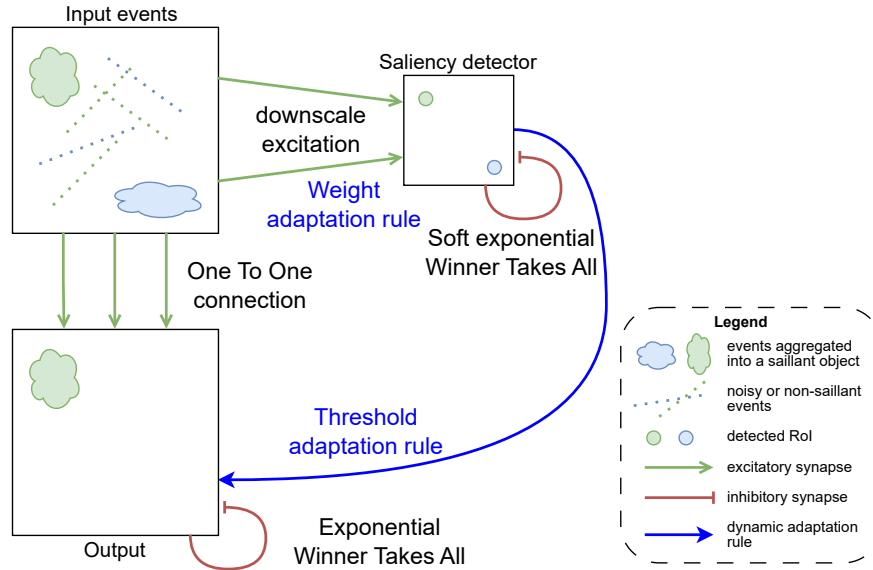 Input events
Saliency detector
downscale
excitation
Weight
adaptation rule
Soft exponential
Winner Takes All
One To One
connection
Threshold
adaptation rule
Output
Exponential
Winner Takes All
Legend
events aggregated
into a saillant object
noisy or non-saillant
events
detected RoI
excitatory synapse
inhibitory synapse
dynamic adaptation
rule